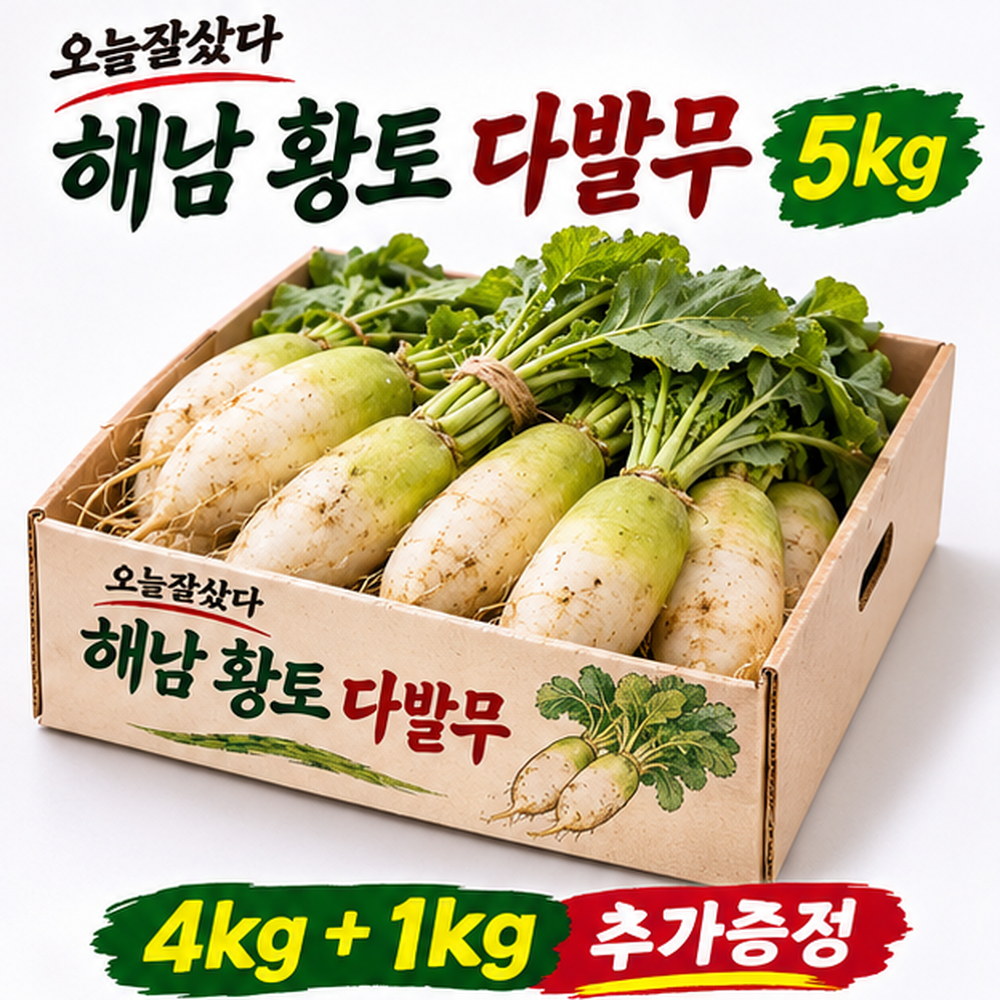 오늘잘샀다
해남 황토 다발무 5kg
오늘잘샀다
해남 황토 다발무
4kg + 1kg 추가증정